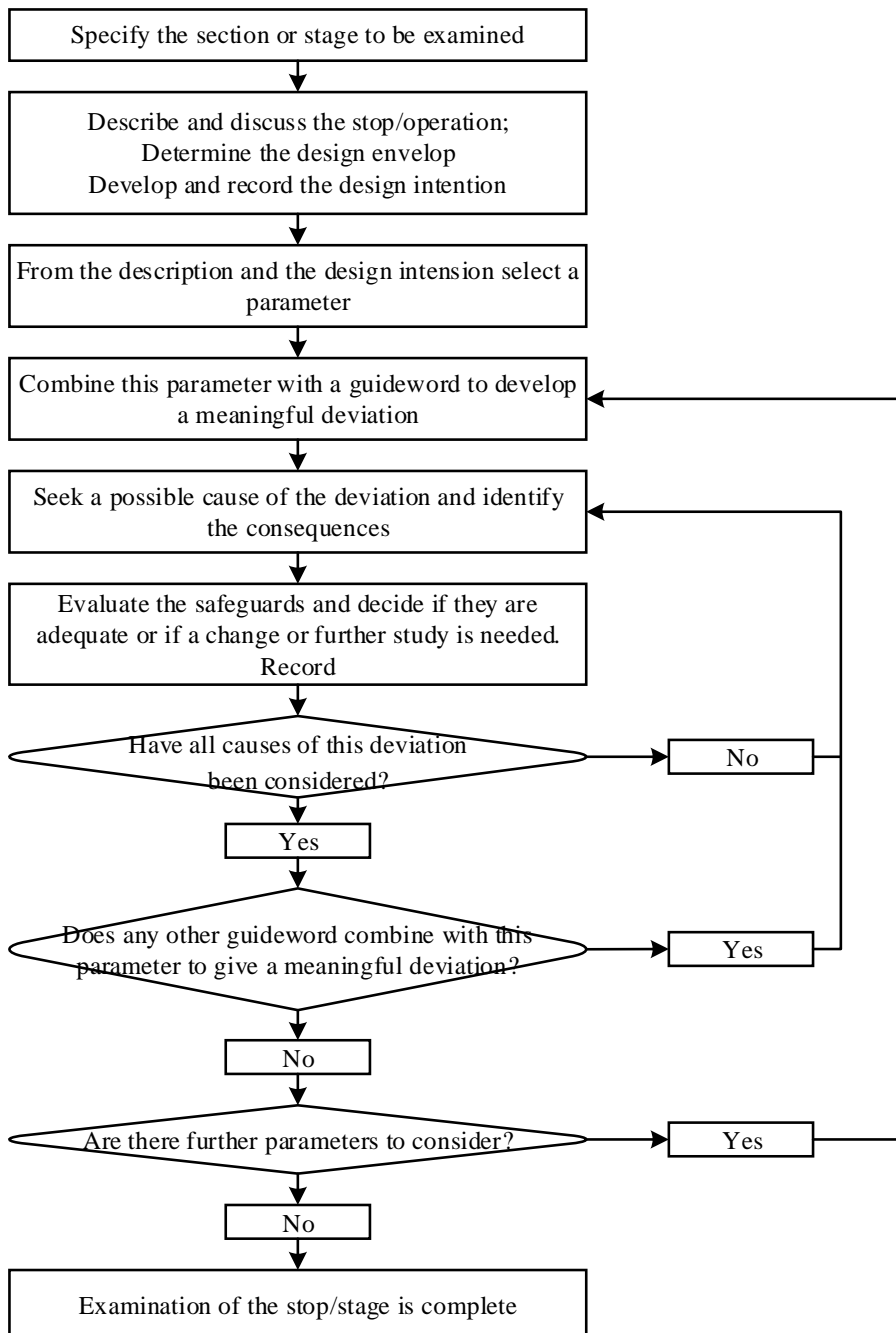 Specify the section or stage to be examined
Describe and discuss the stop/operation;
Determine the design envelop
Develop and record the design intention
From the description and the design intension select a
parameter
Combine this parameter with a guideword to develop
a meaningful deviation
Seek a possible cause of the deviation and identify
the consequences
Evaluate the safeguards and decide if they are
adequate or if a change or further study is needed.
Record
Have all causes of this deviation
been considered?
No
Yes
Does any other guideword combine with this
parameter to give a meaningful deviation?
Yes
No
Are there further parameters to consider?
Yes
No
Examination of the stop/stage is complete